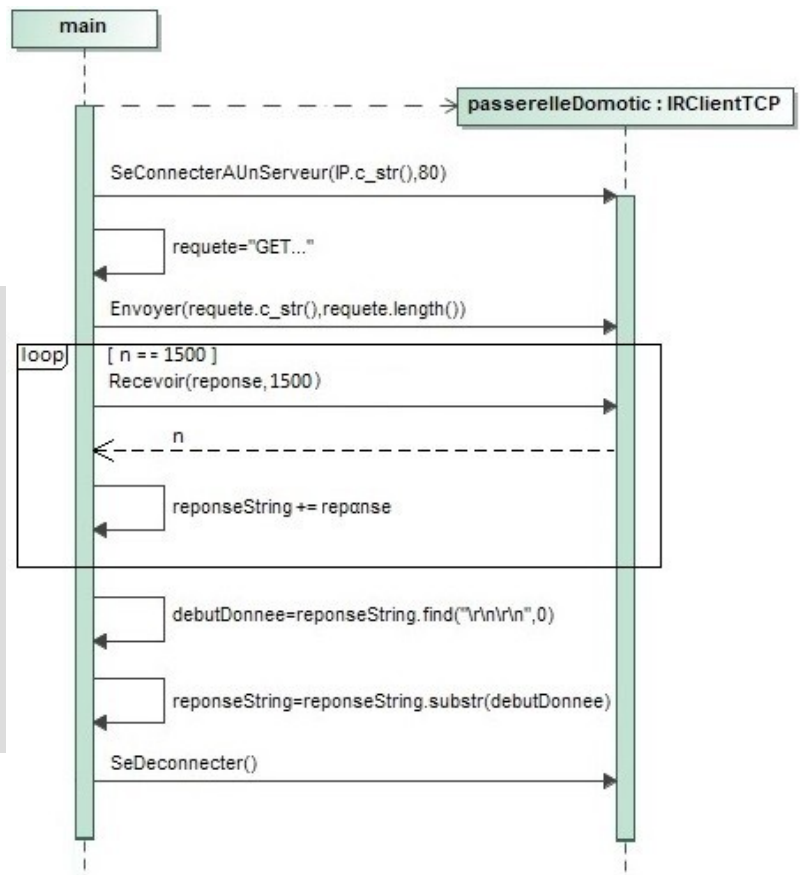 main
passerelleDomotic : IRClientTCP
SeConnecterAUnServeur(IP.c_str(),80)
requete="GET..."
Envoyer(requete.c_str(),requete.length())
loop
[ n == 1500 ]
Recevoir(reponse,1500)
n
reponseString += reponse
debutDonnee=reponseString.find("\r\n\r\n",0)
reponseString=reponseString.substr(debutDonnee)
SeDeconnecter()